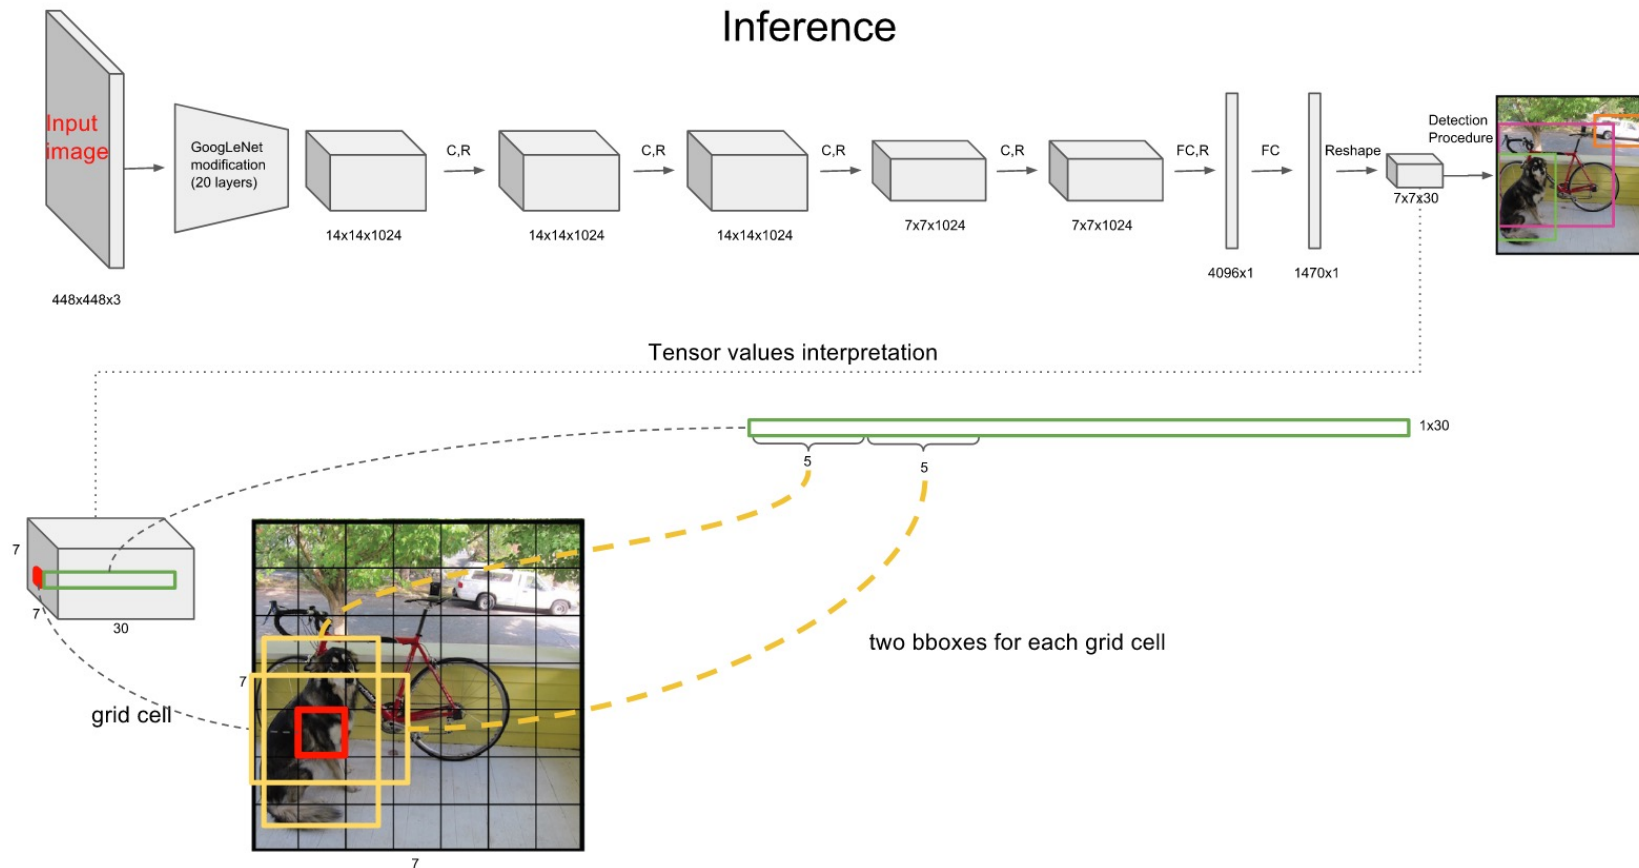 Inference
Input
image
GoogLeNet
modification
(20 layers)
C,R
C,R
C,R
C,R
FC,R
FC
Reshape
Detection
Procedure
448x448x3
14x14x1024
14x14x1024
14x14x1024
7x7x1024
7x7x1024
4096x1
1470x1
7x7x30
Tensor values interpretation
1x30
5
5
7
7
30
two bboxes for each grid cell
7
grid cell
7